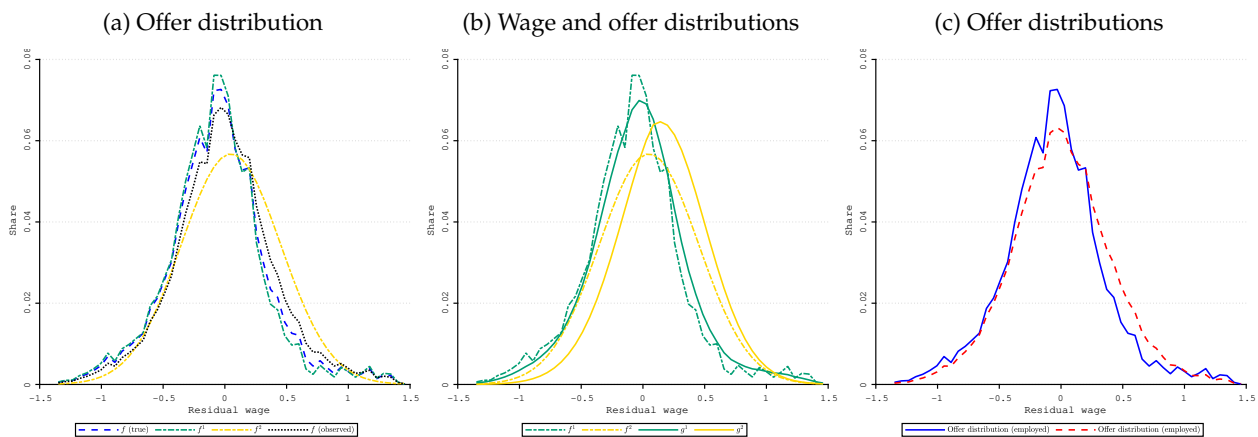 (a) Offer distribution
(b) Wage and offer distributions
(c) Offer distributions
0.08
0.06
0.04
0.02
0
Share
-1.5 -1 -0.5 0 0.5 1 1.5
Residual wage
f (true) f¹ f² f (observed)
0.08
0.06
0.04
0.02
0
Share
-1.5 -1 -0.5 0 0.5 1 1.5
Residual wage
f¹ f² g¹ g²
0.08
0.06
0.04
0.02
0
Share
-1.5 -1 -0.5 0 0.5 1 1.5
Residual wage
Offer distribution (employed) Offer distribution (employed)